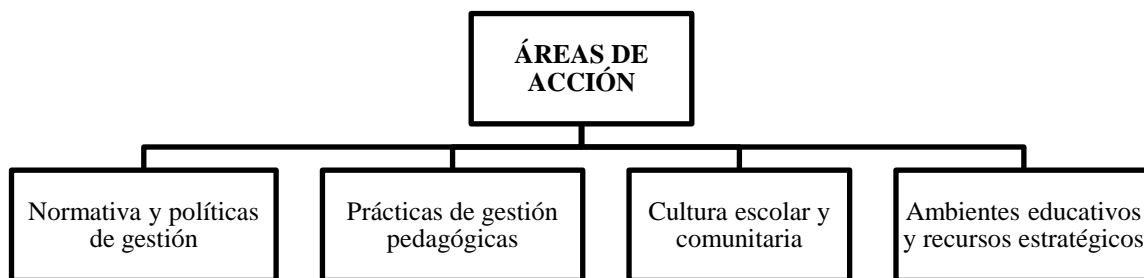 ÁREAS DE
ACCIÓN
Normativa y políticas
de gestión
Prácticas de gestión
pedagógicas
Cultura escolar y
comunitaria
Ambientes educativos
y recursos estratégicos